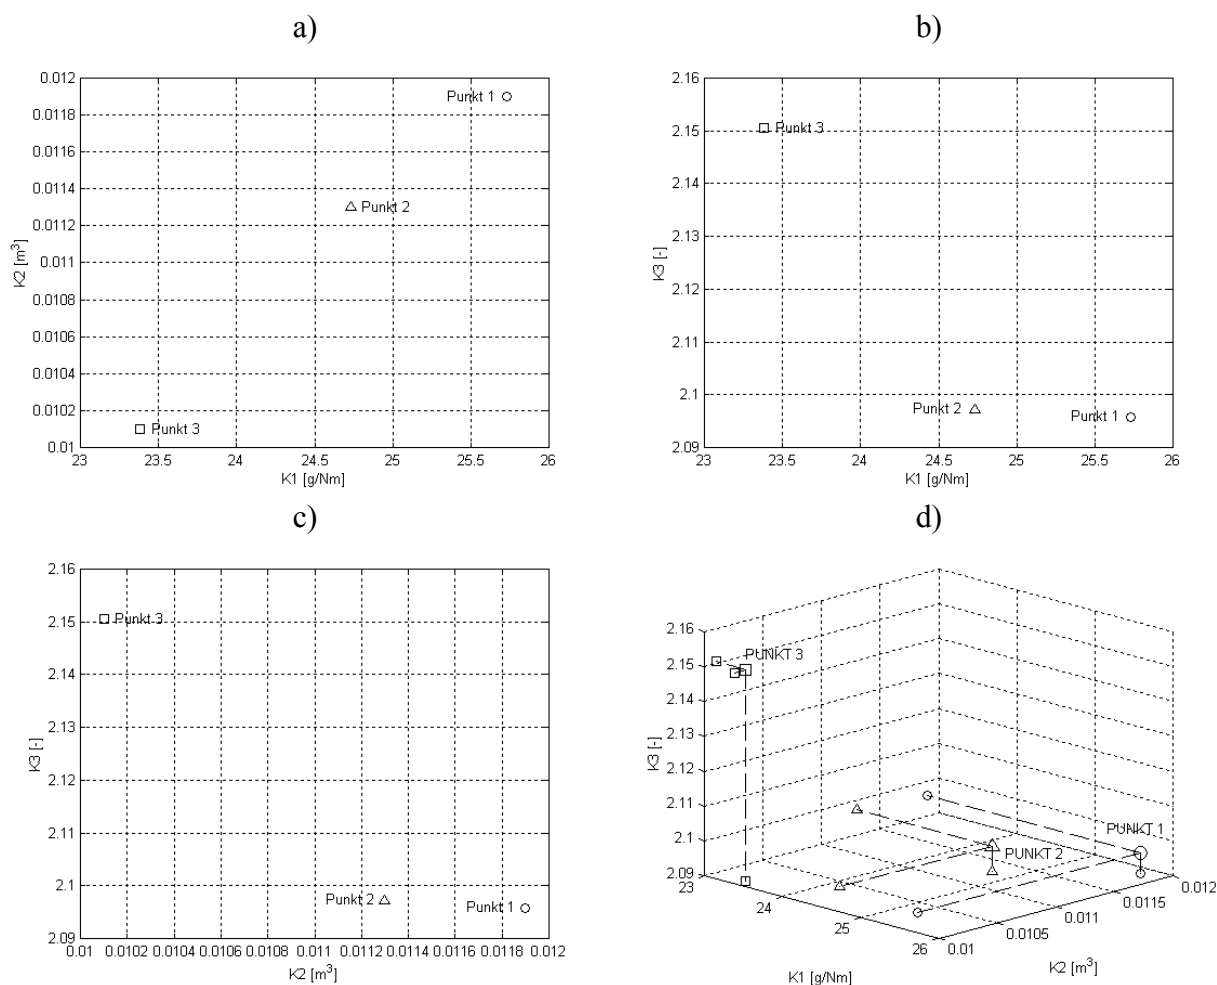 a)
0.012
0.0118
0.0116
0.0114
0.0112
0.011
0.0108
0.0106
0.0104
0.0102
0.01
K2 [m³]
Punkt 1
Punkt 2
Punkt 3
23
23.5
24
24.5
25
25.5
26
K1 [g/Nm]
b)
2.16
2.15
2.14
2.13
2.12
2.11
2.1
2.09
K3 [-]
Punkt 3
Punkt 2
Punkt 1
23
23.5
24
24.5
25
25.5
26
K1 [g/Nm]
c)
2.16
2.15
2.14
2.13
2.12
2.11
2.1
2.09
K3 [-]
Punkt 3
Punkt 2
Punkt 1
0.01
0.0102
0.0104
0.0106
0.0108
0.011
0.0112
0.0114
0.0116
0.0118
0.012
K2 [m³]
d)
2.16
2.15
2.14
2.13
2.12
2.11
2.1
2.09
K3 [-]
PUNKT 3
PUNKT 1
PUNKT 2
23
24
25
26
K1 [g/Nm]
0.01
0.0105
0.011
0.0115
0.012
K2 [m³]